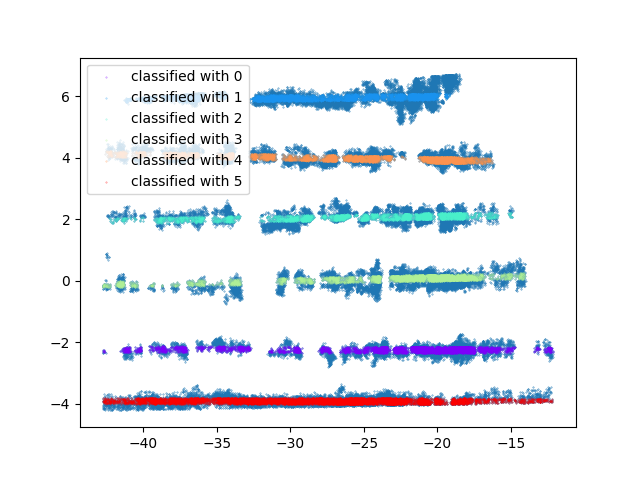 classified with 0
classified with 1
classified with 2
classified with 3
classified with 4
classified with 5
6
4
2
0
−2
−4
−40 −35 −30 −25 −20 −15